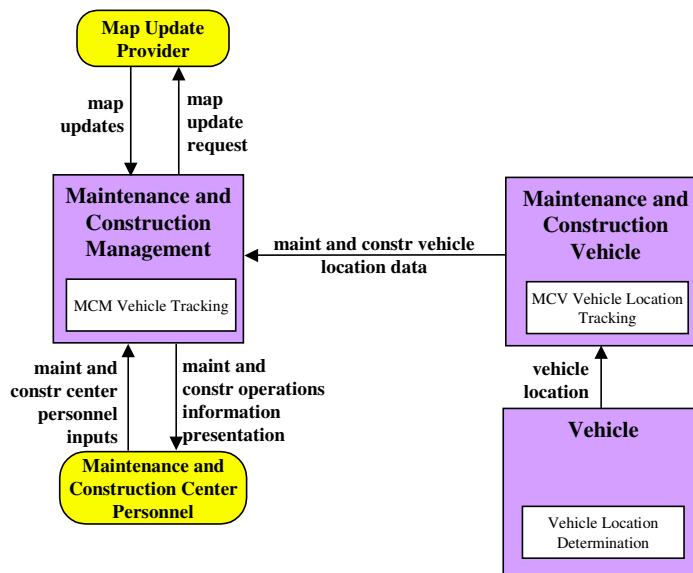 Map Update
Provider
map
updates
map
update
request
Maintenance and
Construction
Management
MCM Vehicle Tracking
maint and constr vehicle
location data
Maintenance and
Construction
Vehicle
MCV Vehicle Location
Tracking
maint and
constr center
personnel
inputs
maint and
constr operations
information
presentation
vehicle
location
Maintenance and
Construction Center
Personnel
Vehicle
Vehicle Location
Determination